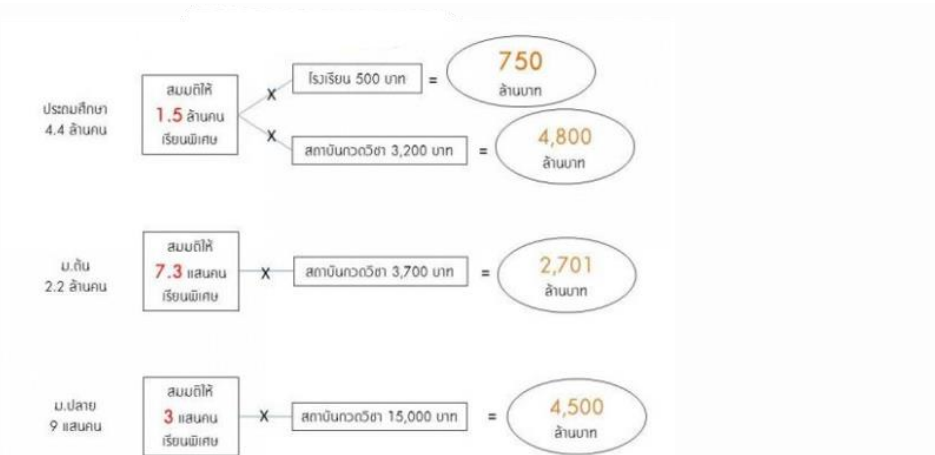 ประถมศึกษา
4.4 ล้านคน
สมมติให้
1.5 ล้านคน
เรียนพิเศษ
X
โรงเรียน 500 บาท
=
750
ล้านบาท
X
สถาบันกวดวิชา 3,200 บาท
=
4,800
ล้านบาท
ม.ต้น
2.2 ล้านคน
สมมติให้
7.3 แสนคน
เรียนพิเศษ
X
สถาบันกวดวิชา 3,700 บาท
=
2,701
ล้านบาท
ม.ปลาย
9 แสนคน
สมมติให้
3 แสนคน
เรียนพิเศษ
X
สถาบันกวดวิชา 15,000 บาท
=
4,500
ล้านบาท